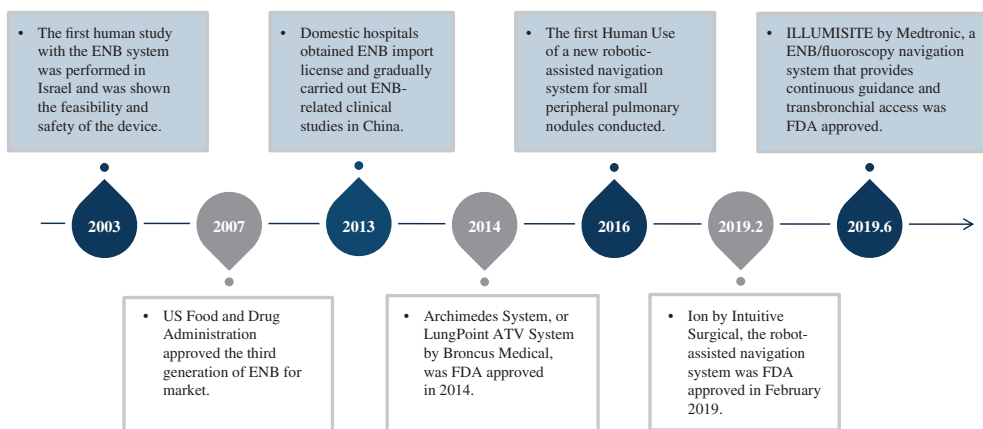 • The first human study
with the ENB system
was performed in
Israel and was shown
the feasibility and
safety of the device.
• Domestic hospitals
obtained ENB import
license and gradually
carried out ENB-
related clinical
studies in China.
• The first Human Use
of a new robotic-
assisted navigation
system for small
peripheral pulmonary
nodules conducted.
• ILLUMISITE by Medtronic, a
ENB/fluoroscopy navigation
system that provides
continuous guidance and
transbronchial access was
FDA approved.
2003
2007
2013
2014
2016
2019.2
2019.6
• US Food and Drug
Administration
approved the third
generation of ENB for
market.
• Archimedes System, or
LungPoint ATV System
by Broncus Medical,
was FDA approved
in 2014.
• Ion by Intuitive
Surgical, the robot-
assisted navigation
system was FDA
approved in February
2019.